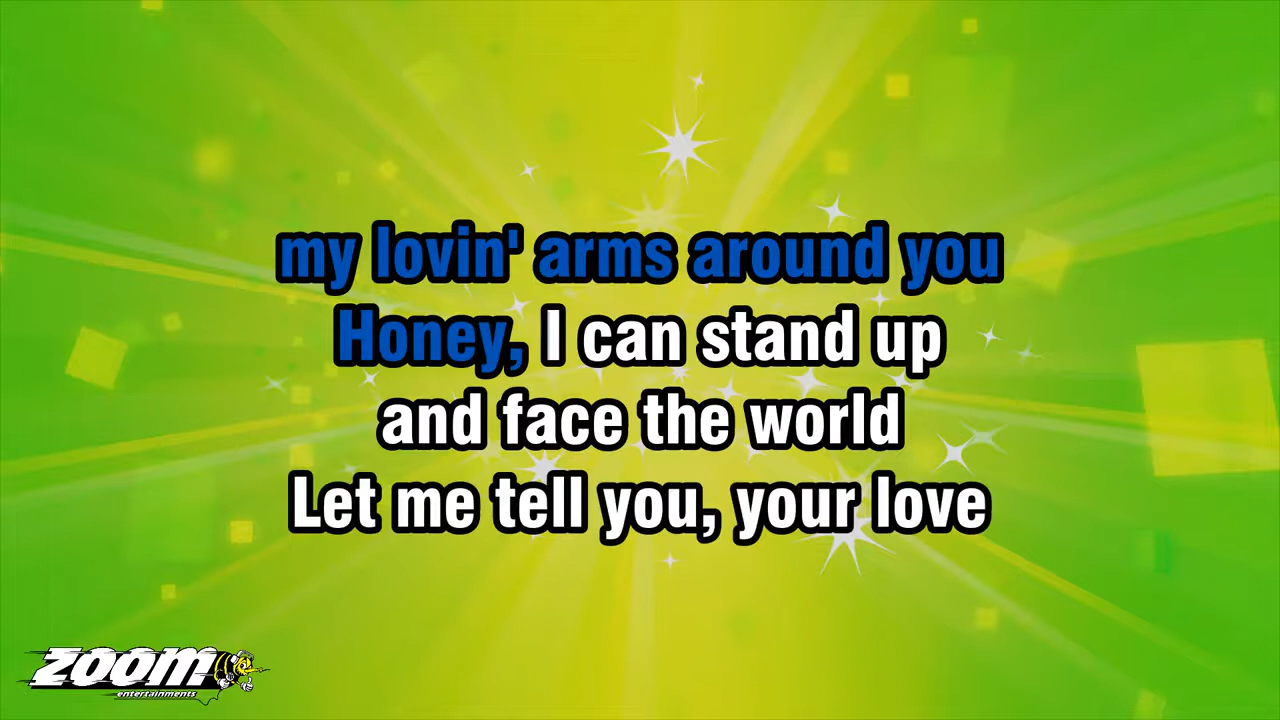 my lovin' arms around you
Honey, I can stand up
and face the world
Let me tell you, your love
ZOOM
entertainments